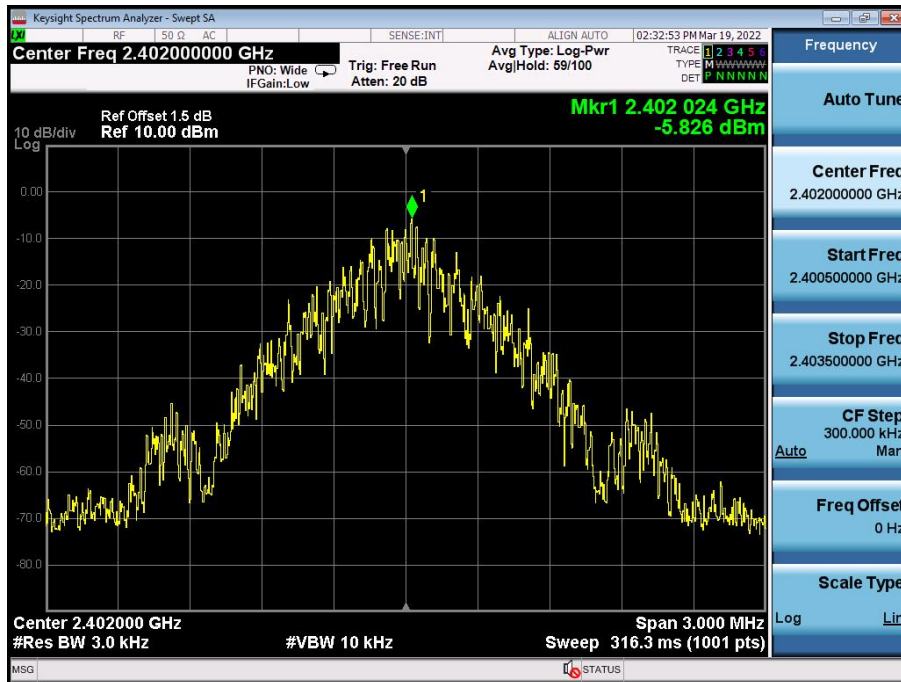 Keysight Spectrum Analyzer - Swept SA
LXI RF 50 Ω AC SENSE:INT ALIGN AUTO 02:32:53 PM Mar 19, 2022
Center Freq 2.402000000 GHz
PNO: Wide
IFGain:Low
Trig: Free Run
Atten: 20 dB
Avg Type: Log-Pwr
Avg|Hold: 59/100
TRACE 1 2 3 4 5 6
TYPE M WWWWW
DET P N N N N N
Frequency
Ref Offset 1.5 dB
Ref 10.00 dBm
10 dB/div
Log
Mkr1 2.402 024 GHz
-5.826 dBm
1
0.00
-10.0
-20.0
-30.0
-40.0
-50.0
-60.0
-70.0
-80.0
Center 2.402000 GHz
Span 3.000 MHz
#Res BW 3.0 kHz
#VBW 10 kHz
Sweep 316.3 ms (1001 pts)
Auto Tune
Center Freq
2.402000000 GHz
Start Freq
2.400500000 GHz
Stop Freq
2.403500000 GHz
CF Step
300.000 kHz
Auto Man
Freq Offset
0 Hz
Scale Type
Log Lin
MSG STATUS